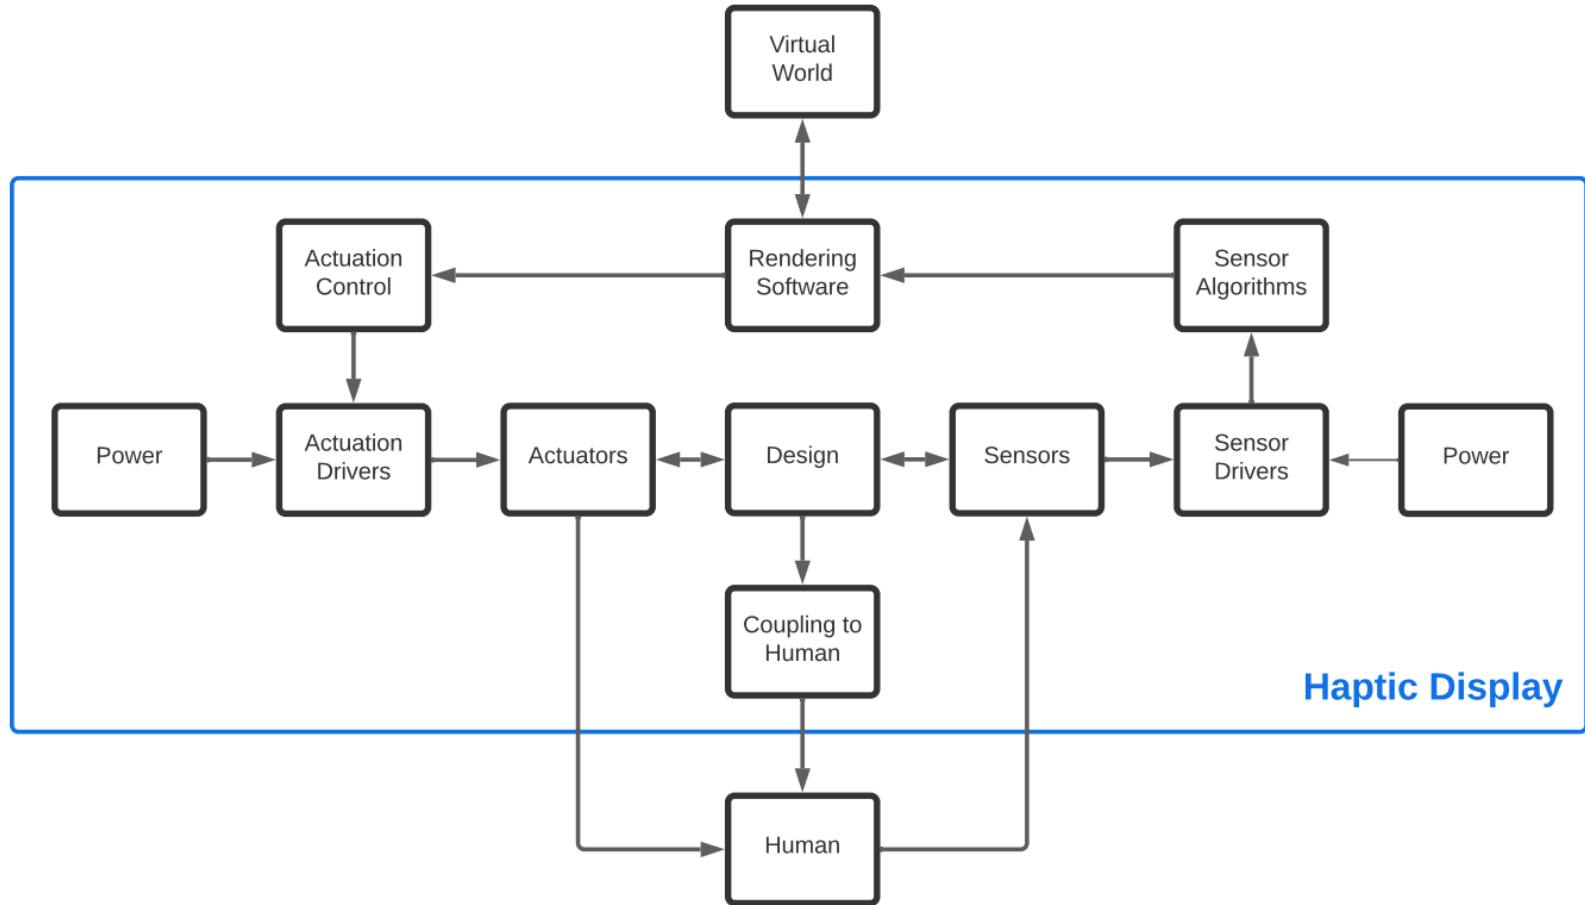 Virtual
World
Actuation
Control
Rendering
Software
Sensor
Algorithms
Power
Actuation
Drivers
Actuators
Design
Sensors
Sensor
Drivers
Power
Coupling to
Human
Haptic Display
Human